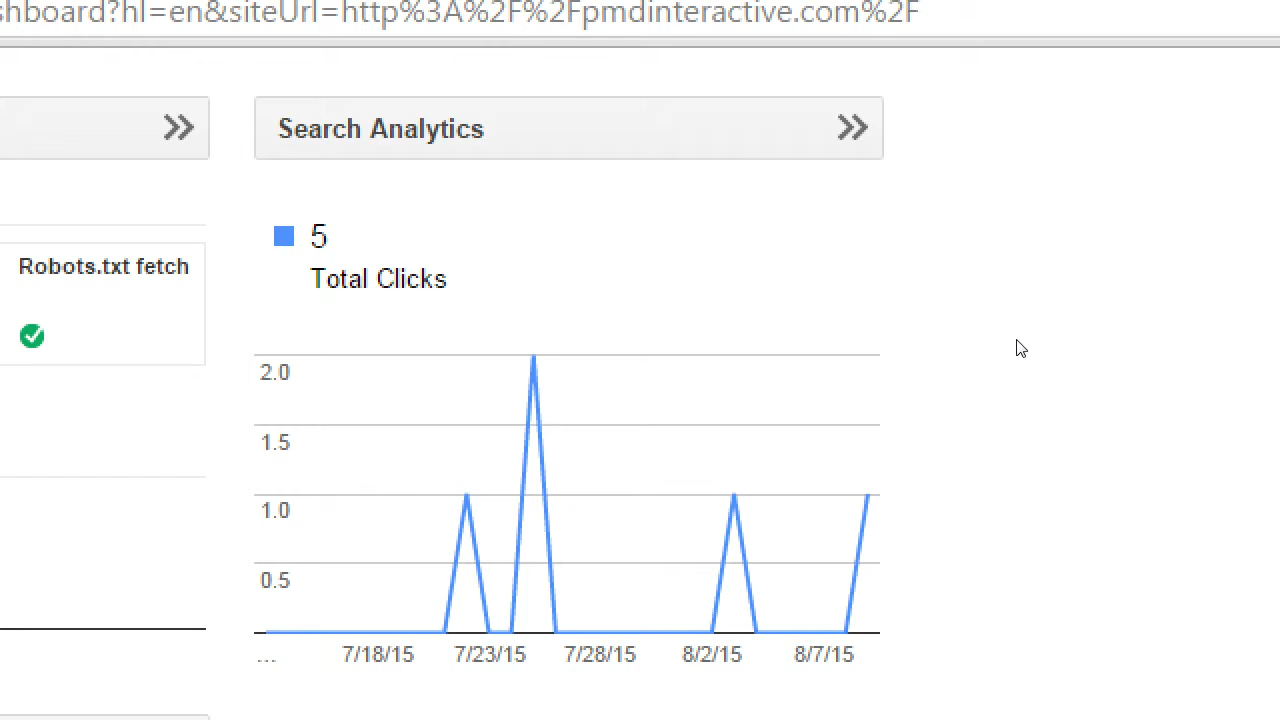 shboard?hl=en&siteUrl=http%3A%2F%2Fpmdinteractive.com%2F
Search Analytics
Robots.txt fetch
5
Total Clicks
2.0
1.5
1.0
0.5
... 7/18/15 7/23/15 7/28/15 8/2/15 8/7/15